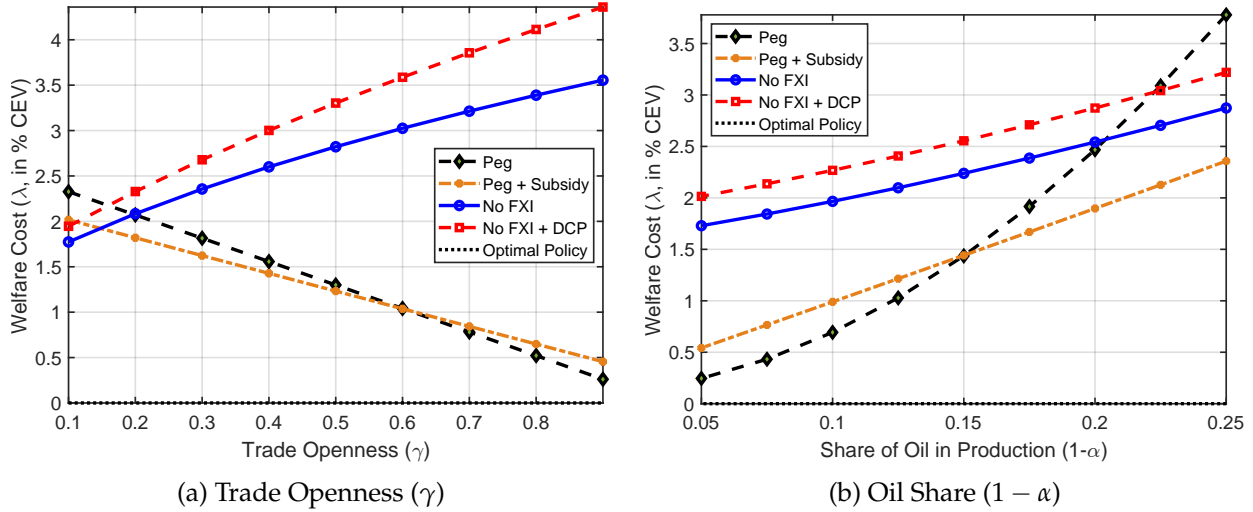 Welfare Cost (λ, in % CEV)
4
3.5
3
2.5
2
1.5
1
0.5
0
0.1
0.2
0.3
0.4
0.5
0.6
0.7
0.8
Trade Openness (γ)
Peg
Peg + Subsidy
No FXI
No FXI + DCP
Optimal Policy
(a) Trade Openness (γ)
Welfare Cost (λ, in % CEV)
3.5
3
2.5
2
1.5
1
0.5
0
0.05
0.1
0.15
0.2
0.25
Share of Oil in Production (1-α)
Peg
Peg + Subsidy
No FXI
No FXI + DCP
Optimal Policy
(b) Oil Share (1 − α)